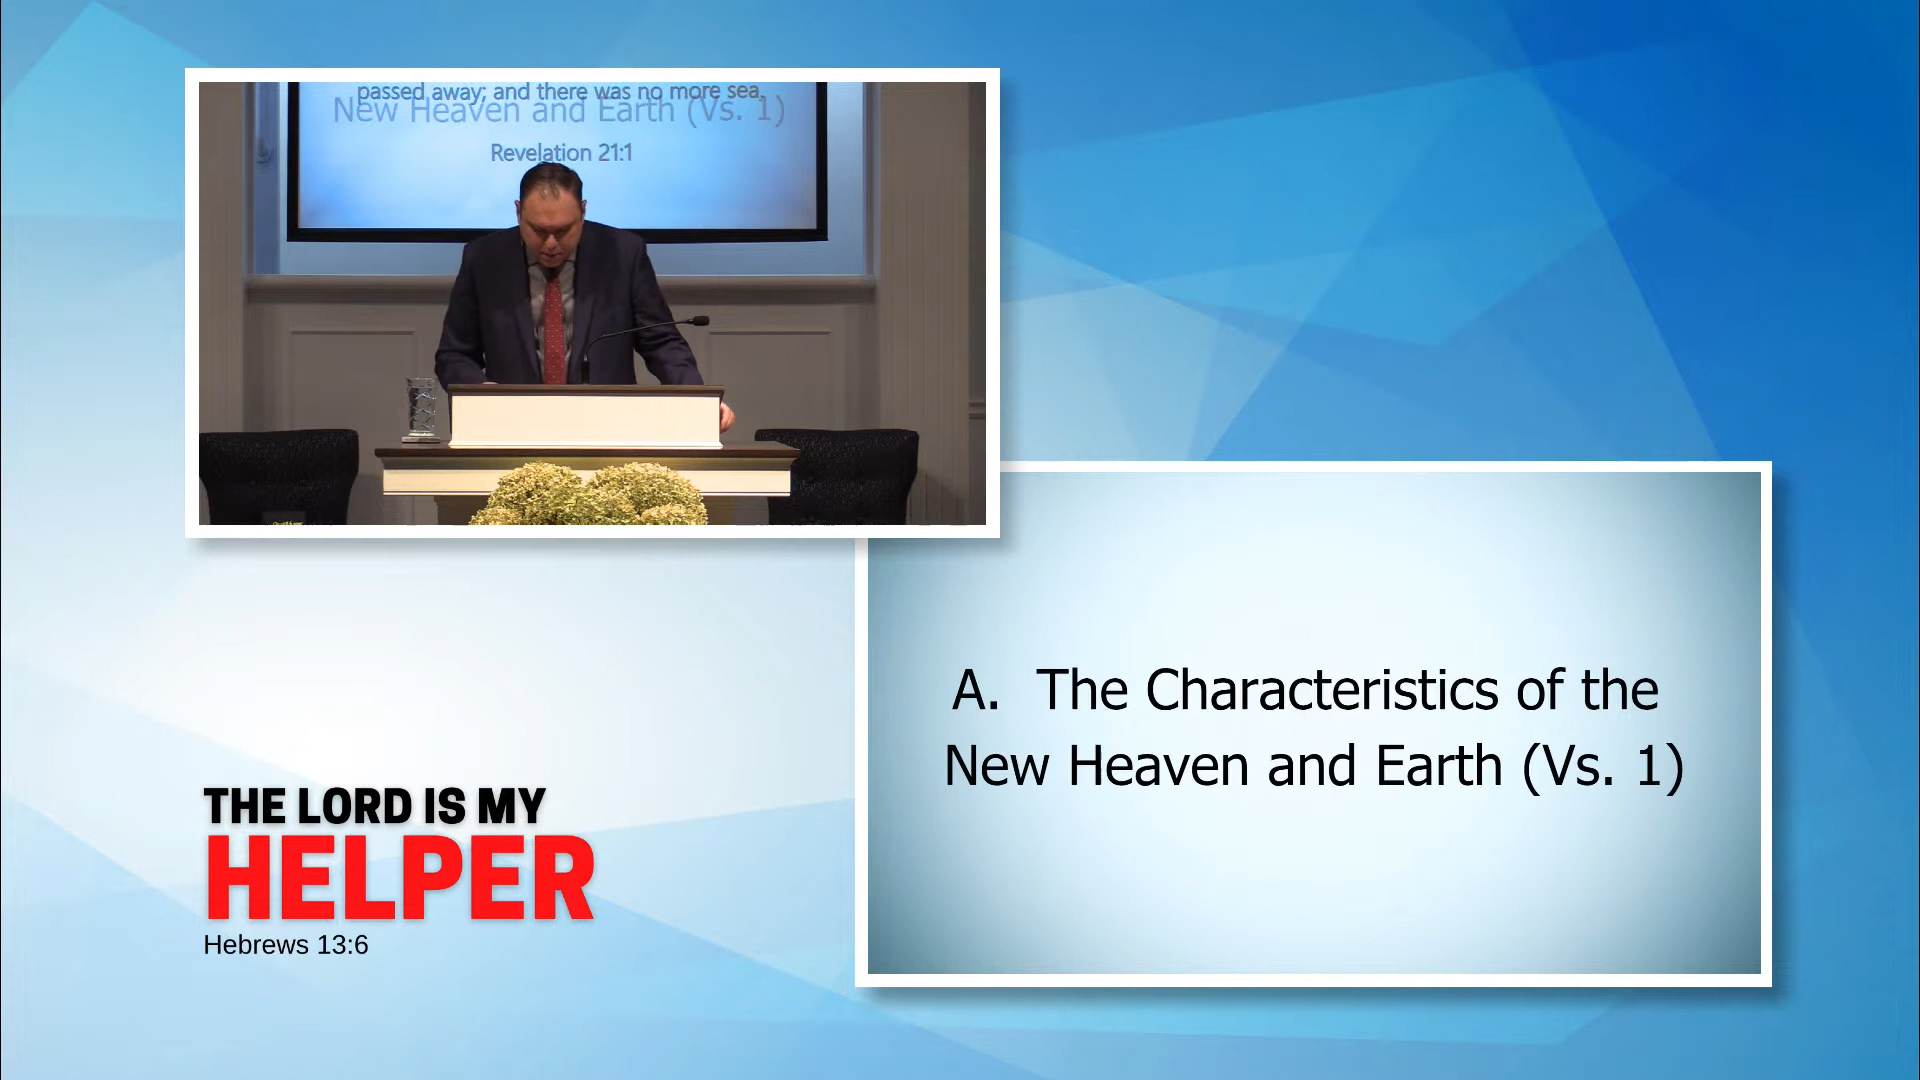 passed away; and there was no more sea.
New Heaven and Earth (Vs. 1)
Revelation 21:1
A. The Characteristics of the
New Heaven and Earth (Vs. 1)
THE LORD IS MY
HELPER
Hebrews 13:6